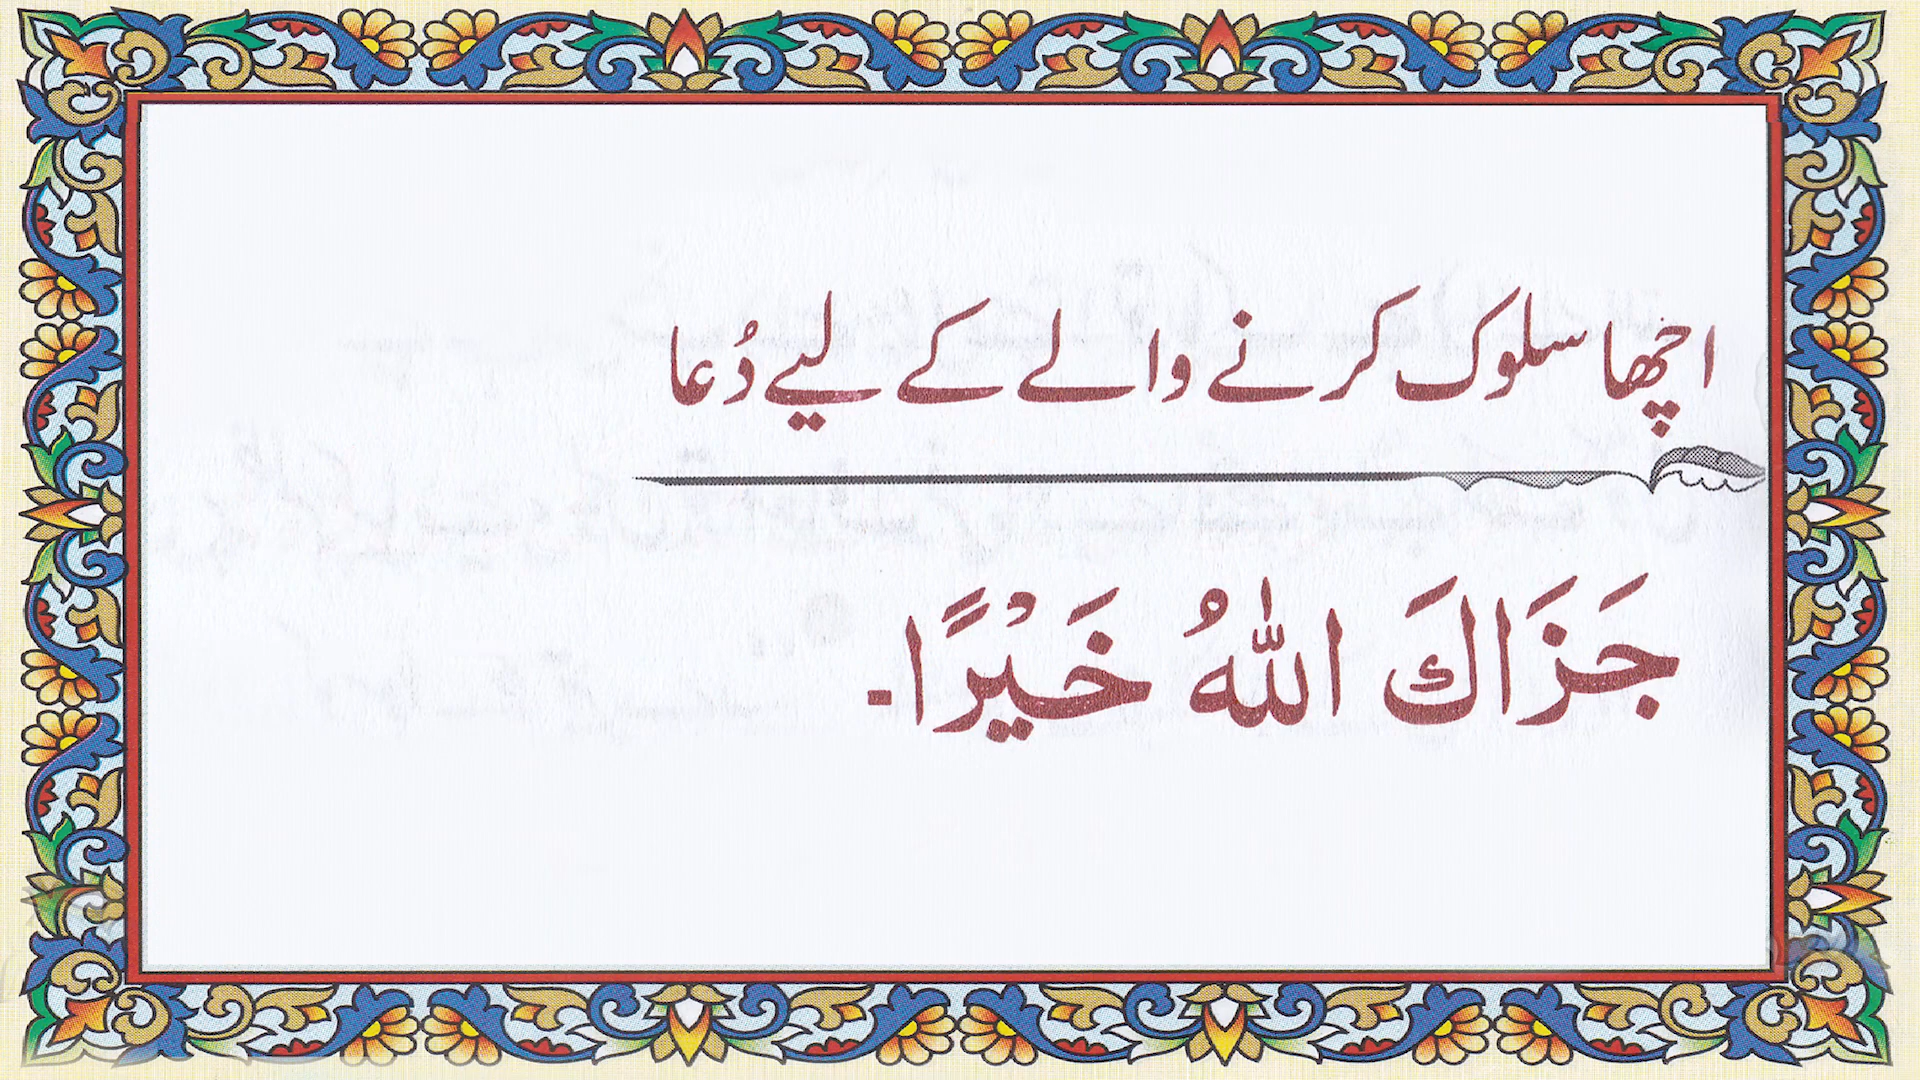 اچھا سلوک کرنے والے کے لیے دُعا
جَزَاكَ اللّٰهُ خَيْرًا۔